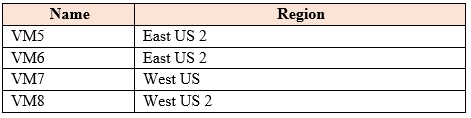 Name Region
VM5 East US 2
VM6 East US 2
VM7 West US
VM8 West US 2